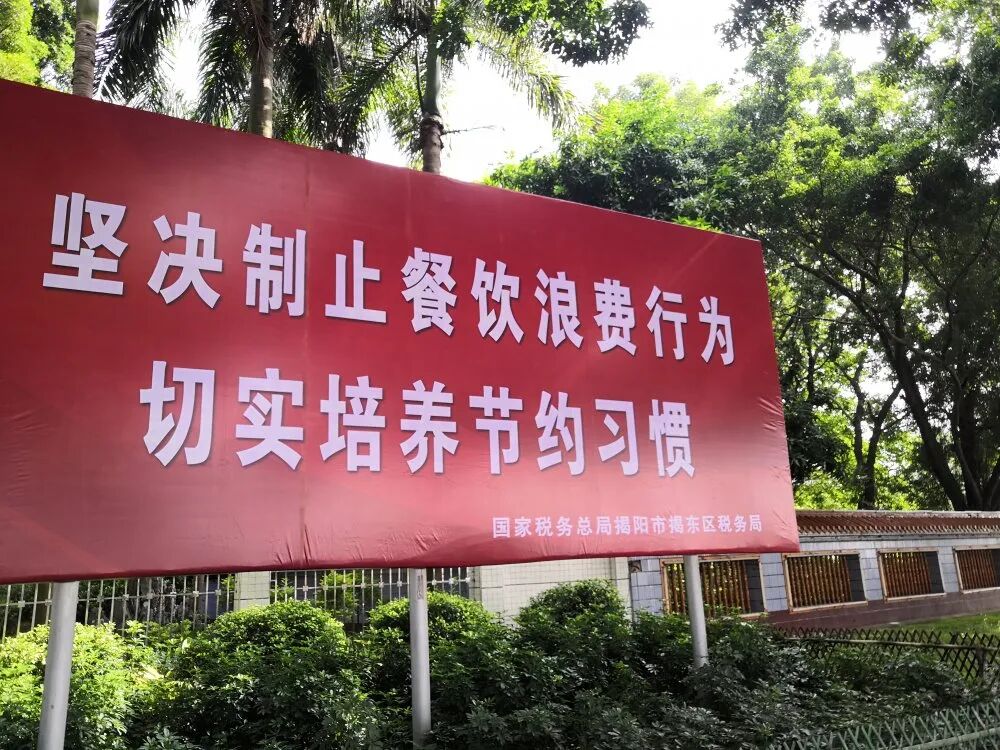 坚决制止餐饮浪费行为
切实培养节约习惯
国家税务总局揭阳市揭东区税务局